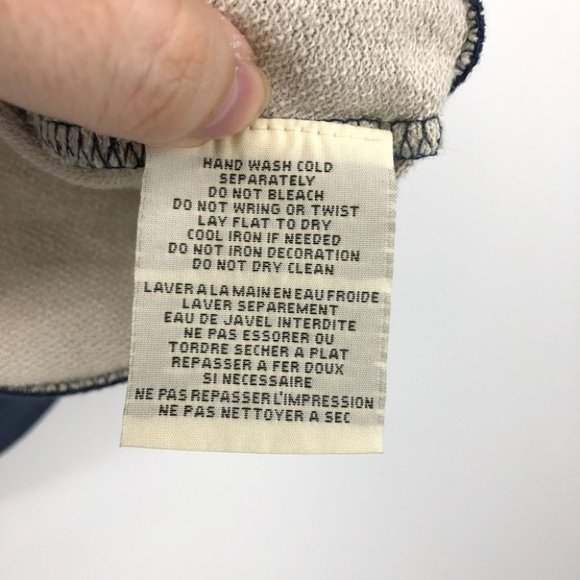 HAND WASH COLD
SEPARATELY
DO NOT BLEACH
DO NOT WRING OR TWIST
LAY FLAT TO DRY
COOL IRON IF NEEDED
DO NOT IRON DECORATION
DO NOT DRY CLEAN
LAVER A LA MAIN EN EAU FROIDE
LAVER SEPAREMENT
EAU DE JAVEL INTERDITE
NE PAS ESSORER OU
TORDRE SECHER A PLAT
REPASSER A FER DOUX
SI NECESSAIRE
NE PAS REPASSER L'IMPRESSION
NE PAS NETTOYER A SEC